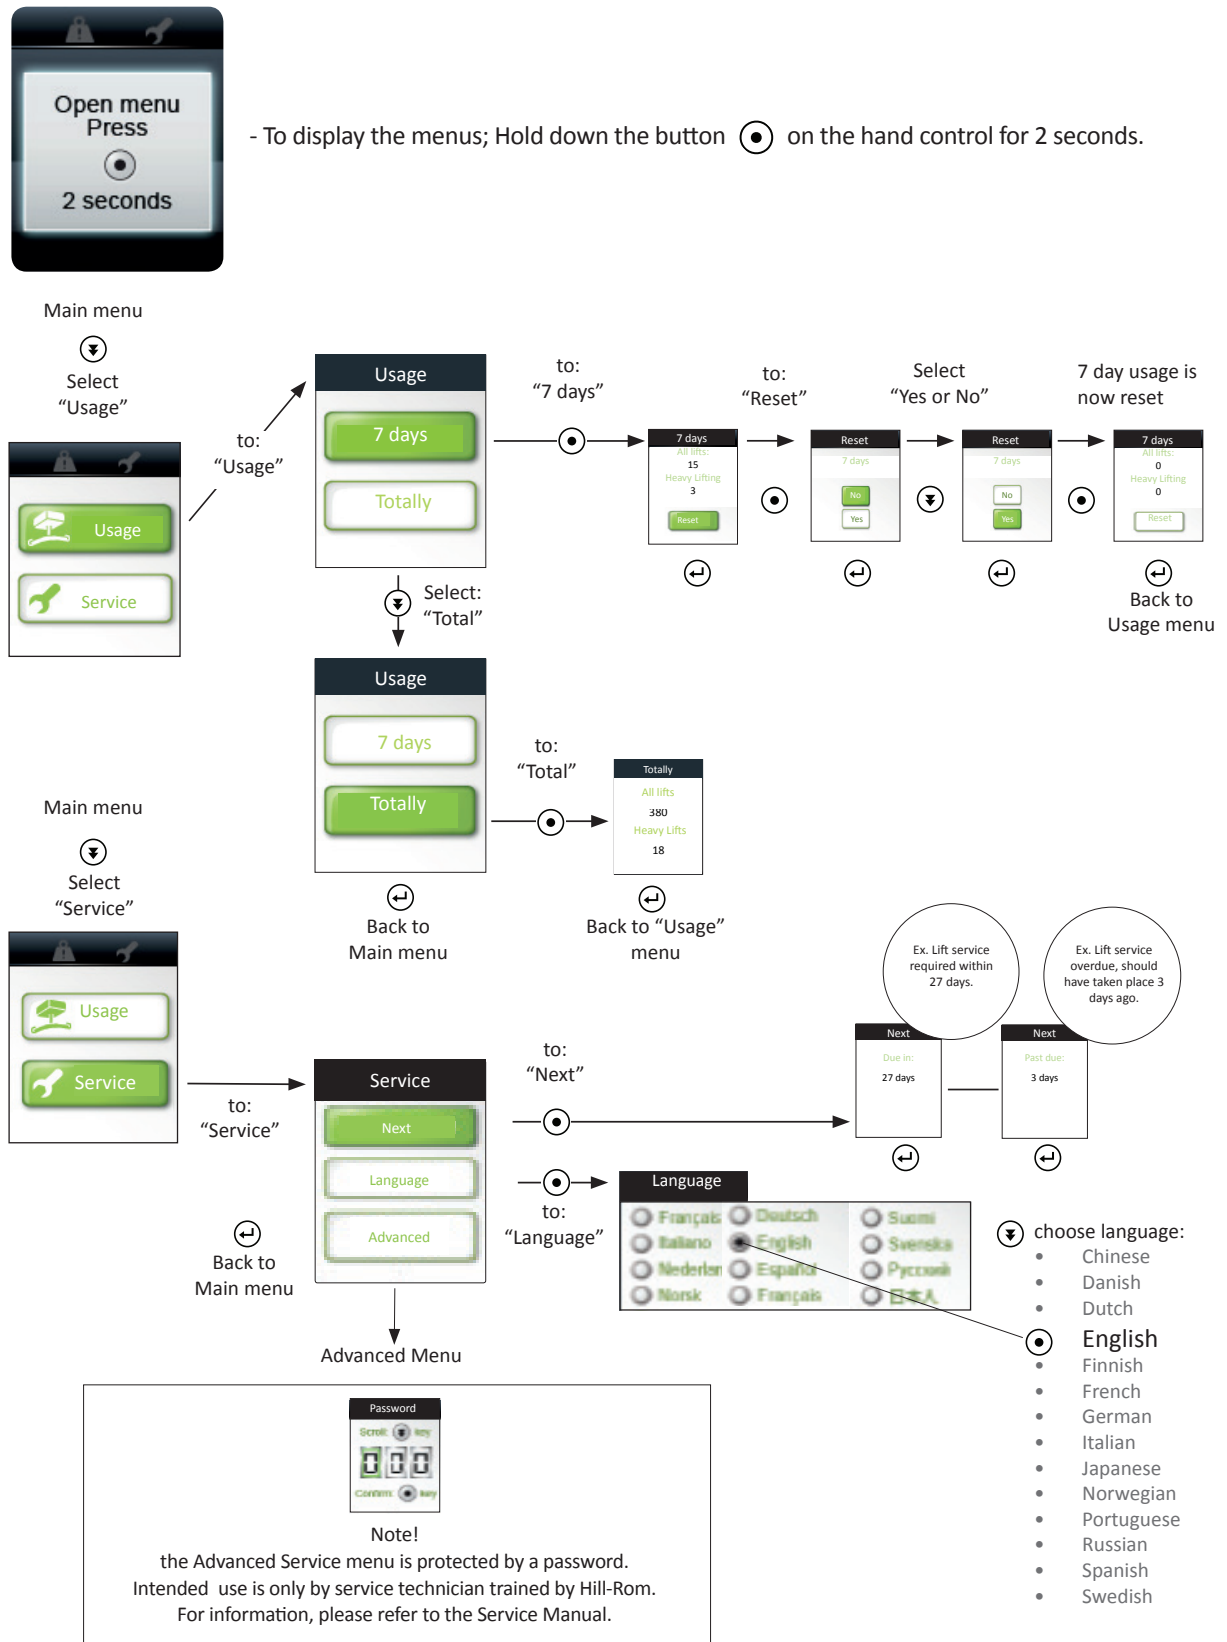 Open menu
Press
2 seconds
- To display the menus; Hold down the button on the hand control for 2 seconds.
Main menu
Select
“Usage”
to:
“Usage”
Usage
Service
Usage
7 days
Totally
to:
“7 days”
7 days
All lifts:
15
Heavy Lifting
3
Reset
to:
“Reset”
Reset
7 days
No
Yes
Select
“Yes or No”
Reset
7 days
No
Yes
7 day usage is
now reset
7 days
All lifts:
0
Heavy Lifting
0
Reset
Back to
Usage menu
Select:
“Total”
Usage
7 days
Totally
to:
“Total”
Totally
All lifts
380
Heavy Lifts
18
Back to
Main menu
Back to “Usage”
menu
Main menu
Select
“Service”
Usage
Service
to:
“Service”
Service
Next
Language
Advanced
Back to
Main menu
to:
“Next”
Ex. Lift service
required within
27 days.
Ex. Lift service
overdue, should
have taken place 3
days ago.
Next
Due in:
27 days
Next
Past due:
3 days
to:
“Language”
Language
Français Deutsch Suomi
Italiano English Svenska
Nederlan Español Русский
Norsk Français 日本人
choose language:
• Chinese
• Danish
• Dutch
English
• Finnish
• French
• German
• Italian
• Japanese
• Norwegian
• Portuguese
• Russian
• Spanish
• Swedish
Advanced Menu
Password
Scroll: key
000
Confirm: key
Note!
the Advanced Service menu is protected by a password.
Intended use is only by service technician trained by Hill-Rom.
For information, please refer to the Service Manual.